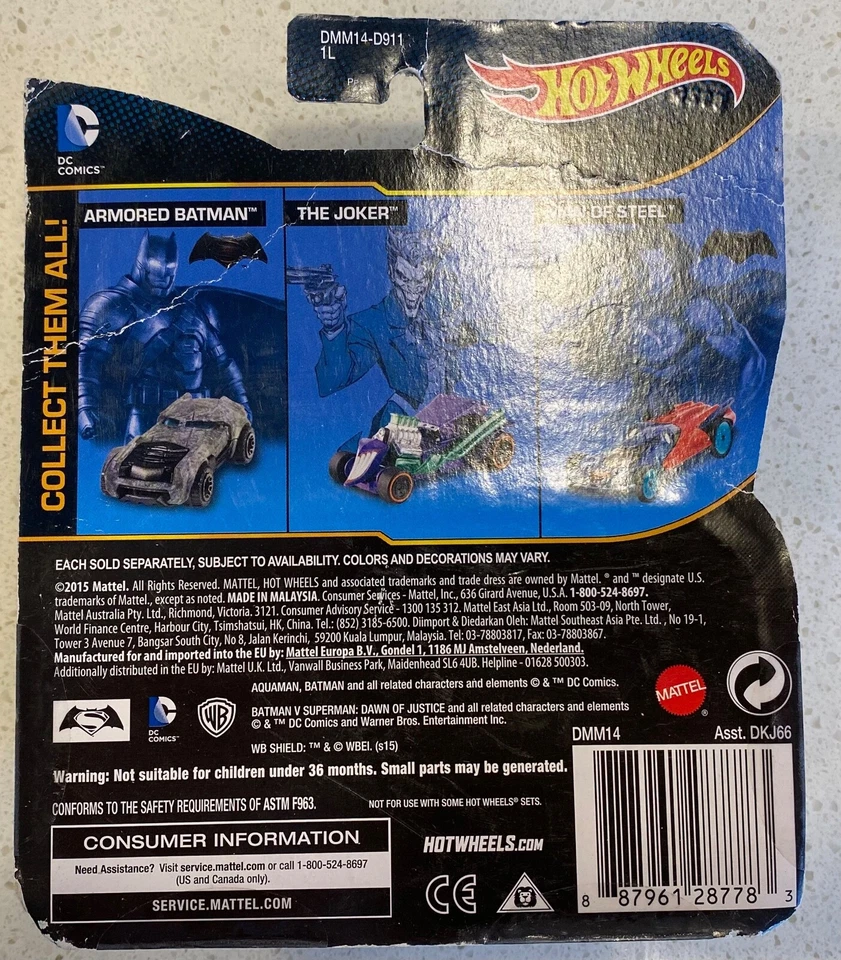 DMM14-D911
1L
HOT WHEELS
DC
COMICS™
COLLECT THEM ALL!
ARMORED BATMAN™
THE JOKER™
OF STEEL™
EACH SOLD SEPARATELY, SUBJECT TO AVAILABILITY. COLORS AND DECORATIONS MAY VARY.
©2015 Mattel. All Rights Reserved. MATTEL, HOT WHEELS and associated trademarks and trade dress are owned by Mattel. ® and ™ designate U.S.
trademarks of Mattel, except as noted. MADE IN MALAYSIA. Consumer Services - Mattel, Inc., 636 Girard Avenue, U.S.A. 1-800-524-8697.
Mattel Australia Pty. Ltd., Richmond, Victoria. 3121. Consumer Advisory Service - 1300 135 312. Mattel East Asia Ltd., Room 503-09, North Tower,
World Finance Centre, Harbour City, Tsimshatsui, HK, China. Tel.: (852) 3185-6500. Diimport & Diedarkan Oleh: Mattel Southeast Asia Pte. Ltd. , No 19-1,
Tower 3 Avenue 7, Bangsar South City, No 8, Jalan Kerinchi, 59200 Kuala Lumpur, Malaysia. Tel: 03-78803817, Fax: 03-78803867.
Manufactured for and imported into the EU by: Mattel Europa B.V., Gondel 1, 1186 MJ Amstelveen, Nederland.
Additionally distributed in the EU by: Mattel U.K. Ltd., Vanwall Business Park, Maidenhead SL6 4UB. Helpline - 01628 500303.
AQUAMAN, BATMAN and all related characters and elements © & ™ DC Comics.
DC
COMICS™
WB
BATMAN V SUPERMAN: DAWN OF JUSTICE and all related characters and elements
© & ™ DC Comics and Warner Bros. Entertainment Inc.
WB SHIELD: ™ & © WBEI. (s15)
MATTEL®
DMM14
Asst. DKJ66
Warning: Not suitable for children under 36 months. Small parts may be generated.
CONFORMS TO THE SAFETY REQUIREMENTS OF ASTM F963.
NOT FOR USE WITH SOME HOT WHEELS® SETS.
CONSUMER INFORMATION
Need Assistance? Visit service.mattel.com or call 1-800-524-8697
(US and Canada only).
SERVICE.MATTEL.COM
HOTWHEELS.COM
CE
8 87961 28778 3